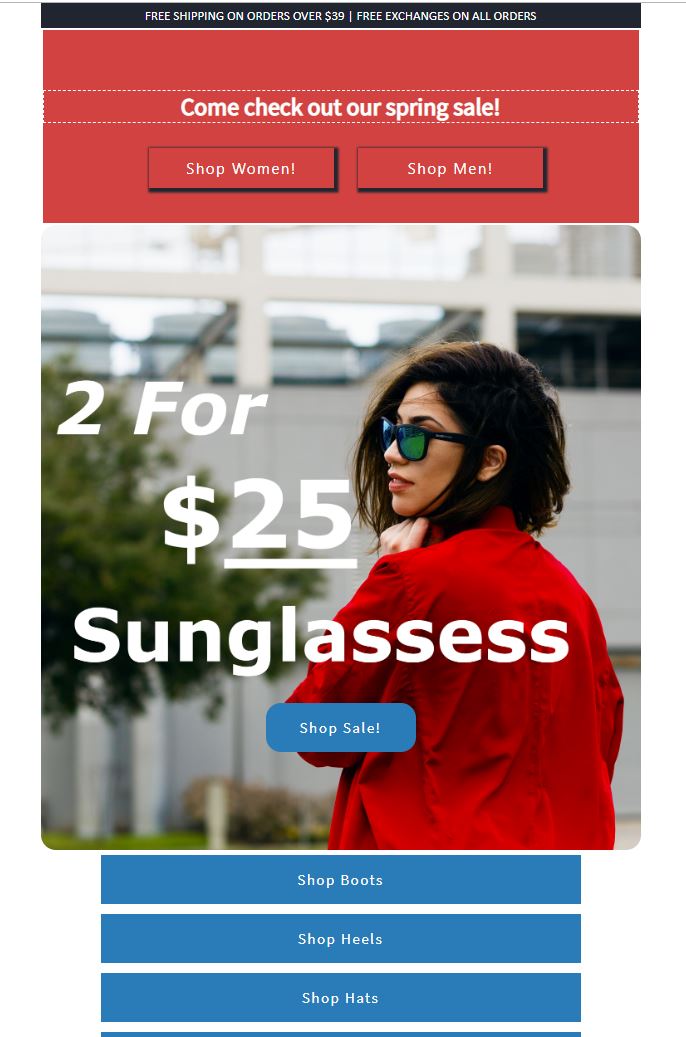 FREE SHIPPING ON ORDERS OVER $39 | FREE EXCHANGES ON ALL ORDERS
Come check out our spring sale!
Shop Women!
Shop Men!
2 For
$25
Sunglassess
Shop Sale!
Shop Boots
Shop Heels
Shop Hats